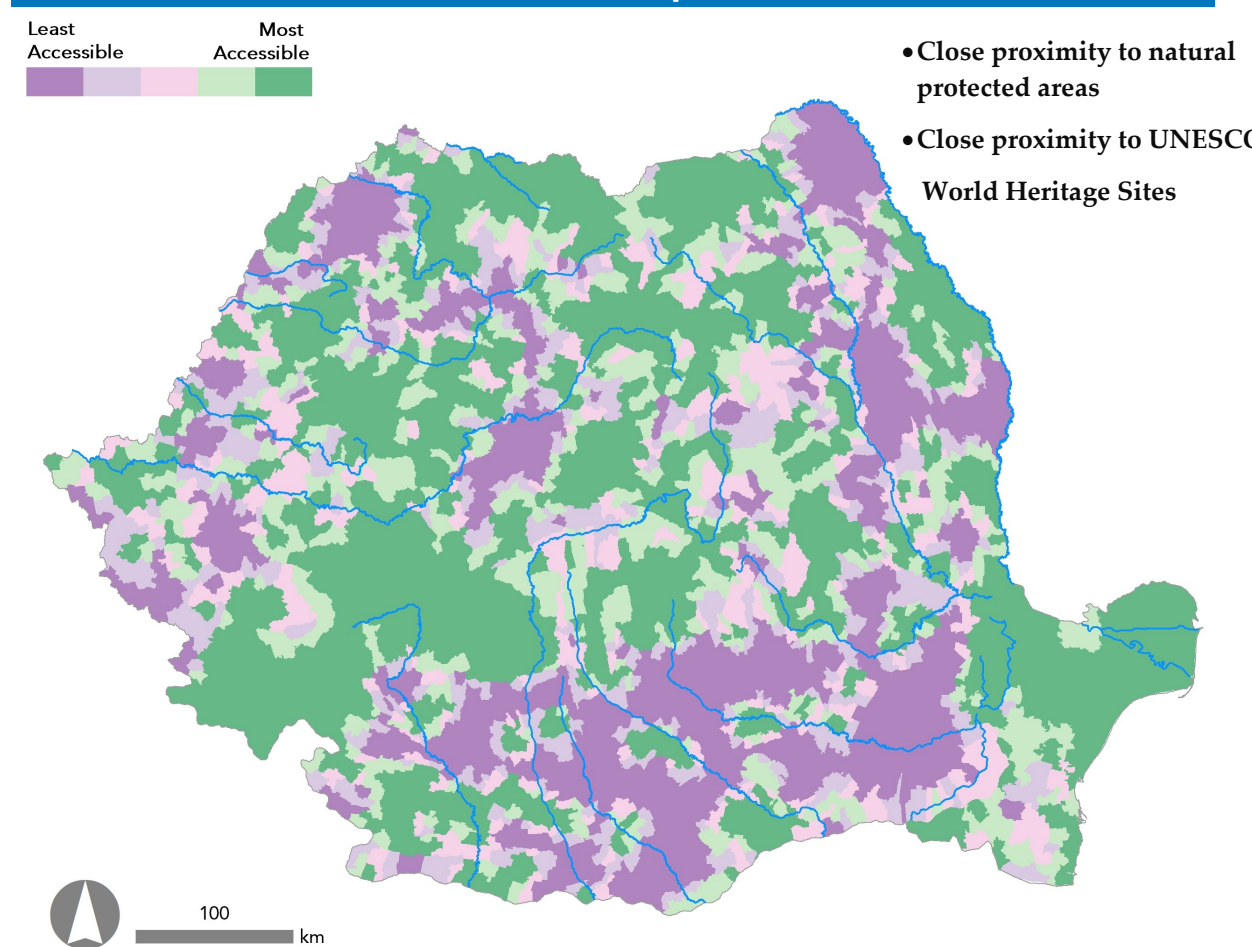 Least
Accessible
Most
Accessible
• Close proximity to natural
protected areas
• Close proximity to UNESCO
World Heritage Sites
100
km